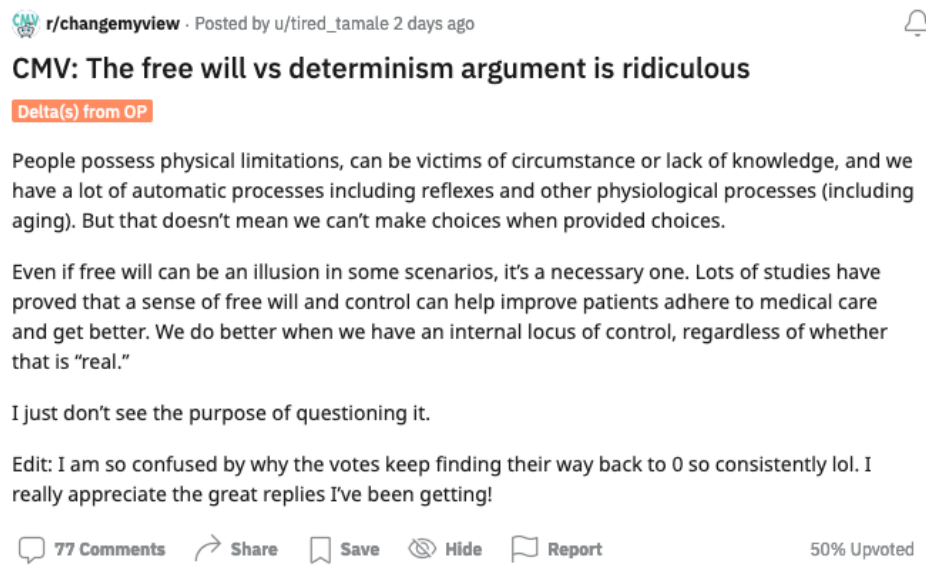 CMV r/changemyview · Posted by u/tired_tamale 2 days ago
CMV: The free will vs determinism argument is ridiculous
Delta(s) from OP
People possess physical limitations, can be victims of circumstance or lack of knowledge, and we
have a lot of automatic processes including reflexes and other physiological processes (including
aging). But that doesn’t mean we can’t make choices when provided choices.
Even if free will can be an illusion in some scenarios, it’s a necessary one. Lots of studies have
proved that a sense of free will and control can help improve patients adhere to medical care
and get better. We do better when we have an internal locus of control, regardless of whether
that is “real.”
I just don’t see the purpose of questioning it.
Edit: I am so confused by why the votes keep finding their way back to 0 so consistently lol. I
really appreciate the great replies I’ve been getting!
77 Comments Share Save Hide Report 50% Upvoted